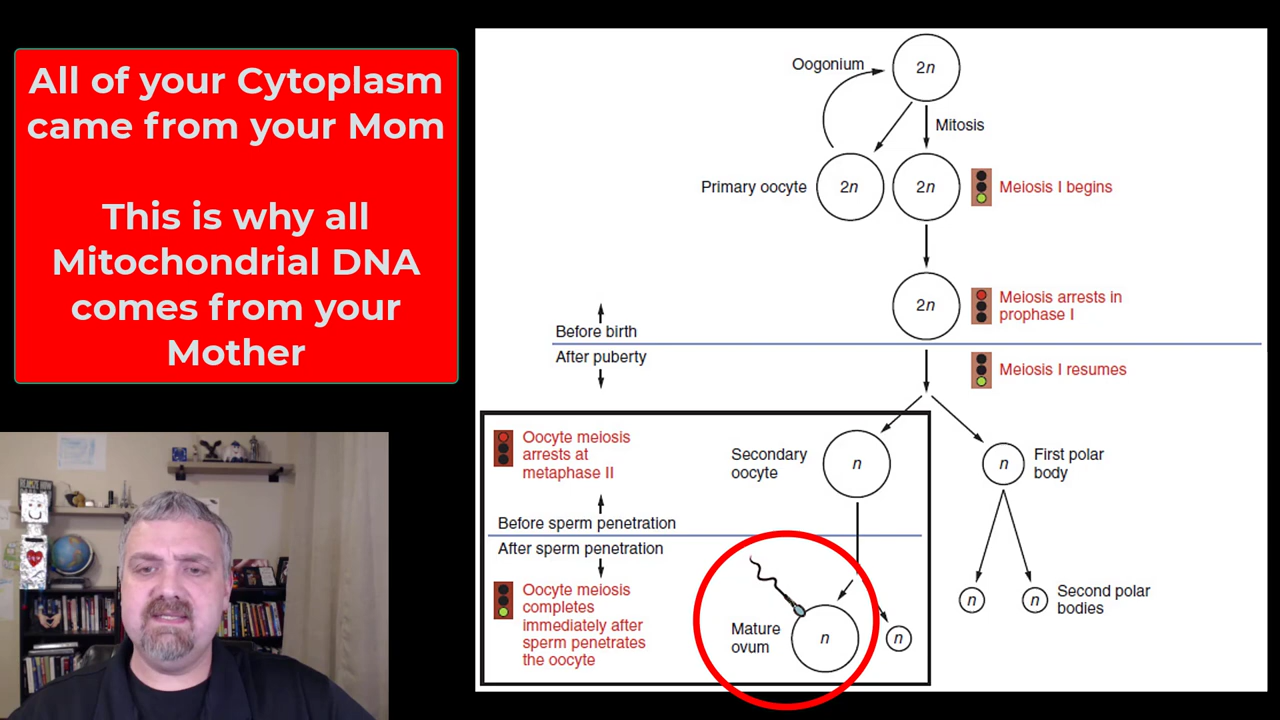 All of your Cytoplasm
came from your Mom
This is why all
Mitochondrial DNA
comes from your
Mother
Oogonium
2n
Mitosis
Primary oocyte
2n
2n
Meiosis I begins
2n
Meiosis arrests in
prophase I
Before birth
After puberty
Meiosis I resumes
Oocyte meiosis
arrests at
metaphase II
Secondary
oocyte
n
n
First polar
body
Before sperm penetration
After sperm penetration
Oocyte meiosis
completes
immediately after
sperm penetrates
the oocyte
Mature
ovum
n
n
n
n
Second polar
bodies